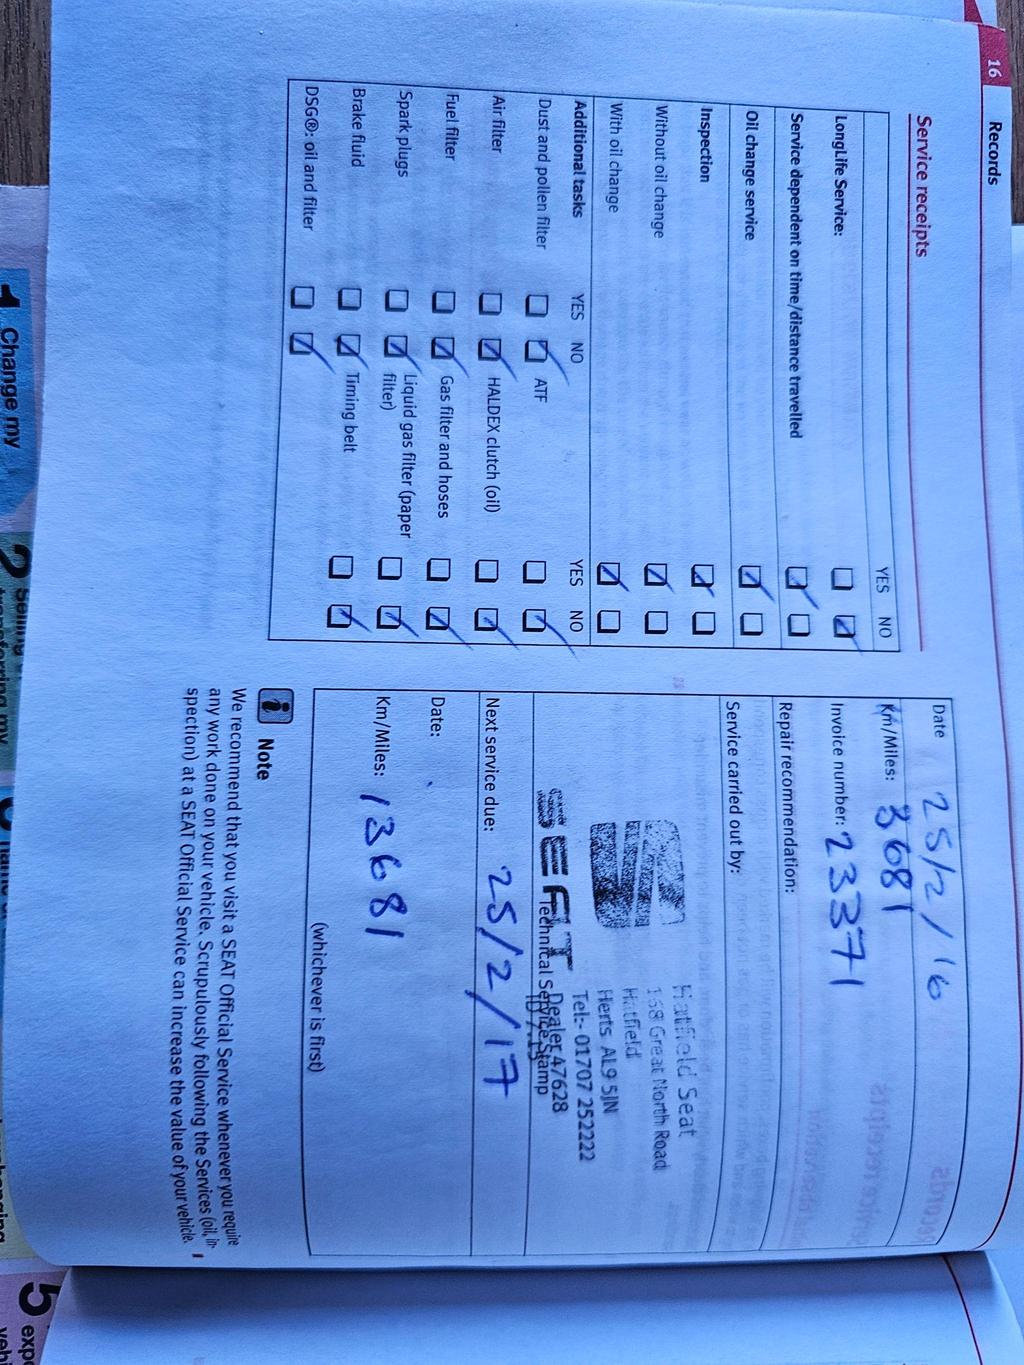 16 Records
Service receipts
YES NO
LongLife Service:
Service dependent on time/distance travelled
Oil change service
Inspection
Without oil change
With oil change
Additional tasks YES NO YES NO
Dust and pollen filter ATF
Air filter HALDEX clutch (oil)
Fuel filter Gas filter and hoses
Spark plugs Liquid gas filter (paper
filter)
Brake fluid Timing belt
DSG®: oil and filter
Date 25/2/16
Km/Miles: 3681
Invoice number: 23371
Repair recommendation:
Service carried out by:
Hatfield Seat
168 Great North Road
Hatfield
Herts AL9 5JN
Tel:- 01707 252222
Dealer 47628
SEAT
Technical Service Stamp
Next service due: 25/2/17
Date:
Km/Miles: 13681
(whichever is first)
i Note
We recommend that you visit a SEAT Official Service whenever you require
any work done on your vehicle. Scrupulously following the Services (oil, in-
spection) at a SEAT Official Service can increase the value of your vehicle.
1 Change my
2
5